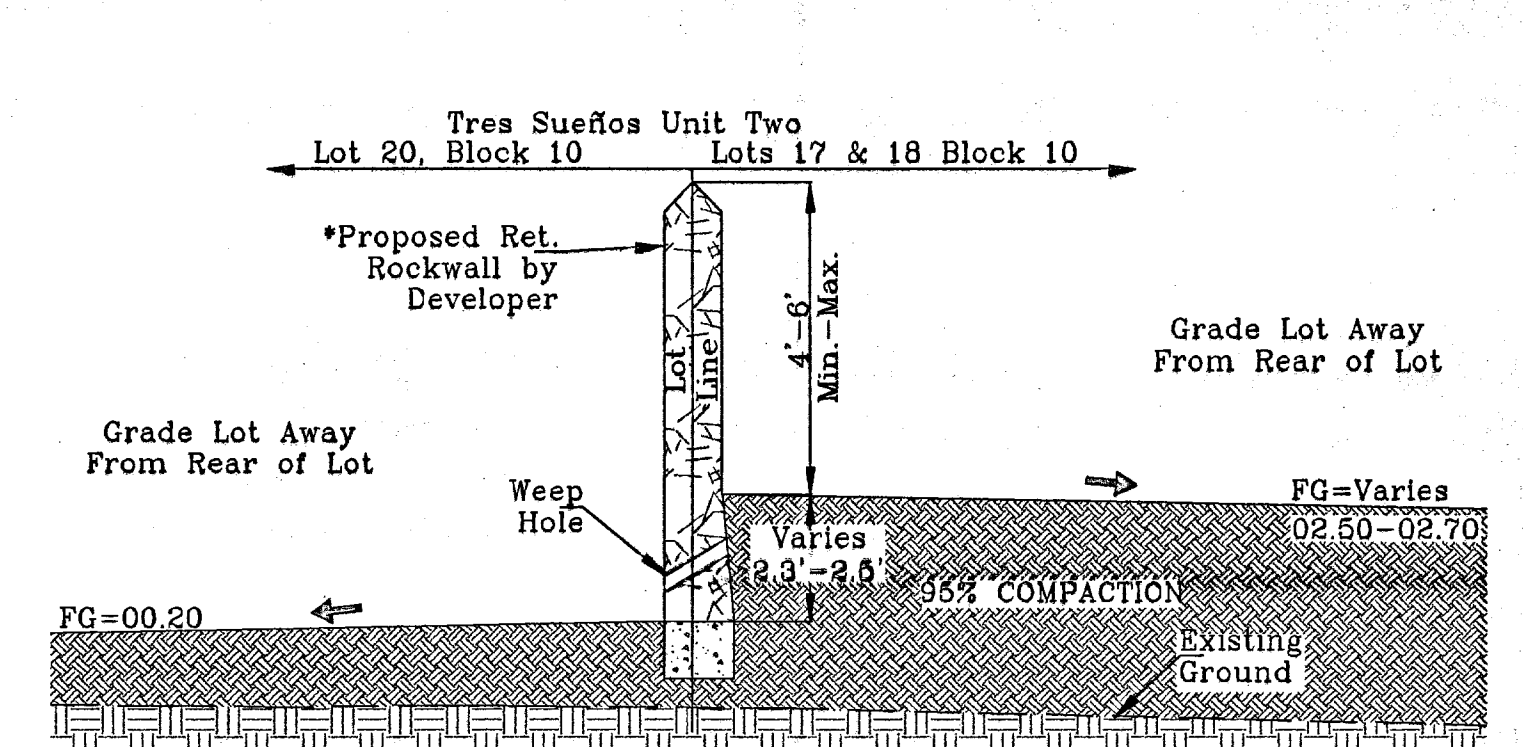 Tres Sueños Unit Two
Lot 20, Block 10
Lots 17 & 18 Block 10
*Proposed Ret.
Rockwall by
Developer
Lot
Line
4'-6'
Min.-Max.
Grade Lot Away
From Rear of Lot
Grade Lot Away
From Rear of Lot
Weep
Hole
FG=Varies
02.50-02.70
Varies
2.3'-2.5'
95% COMPACTION
FG=00.20
Existing
Ground